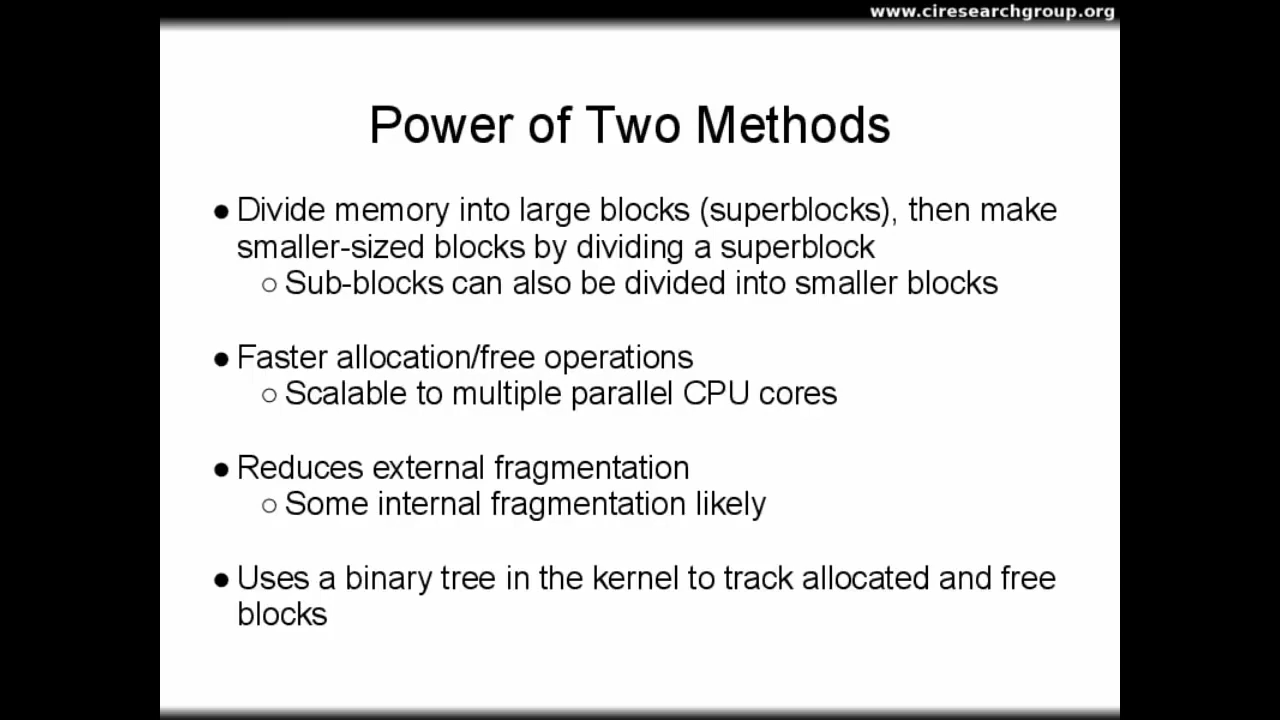 www.ciresearchgroup.org
Power of Two Methods
● Divide memory into large blocks (superblocks), then make
smaller-sized blocks by dividing a superblock
○ Sub-blocks can also be divided into smaller blocks
● Faster allocation/free operations
○ Scalable to multiple parallel CPU cores
● Reduces external fragmentation
○ Some internal fragmentation likely
● Uses a binary tree in the kernel to track allocated and free
blocks